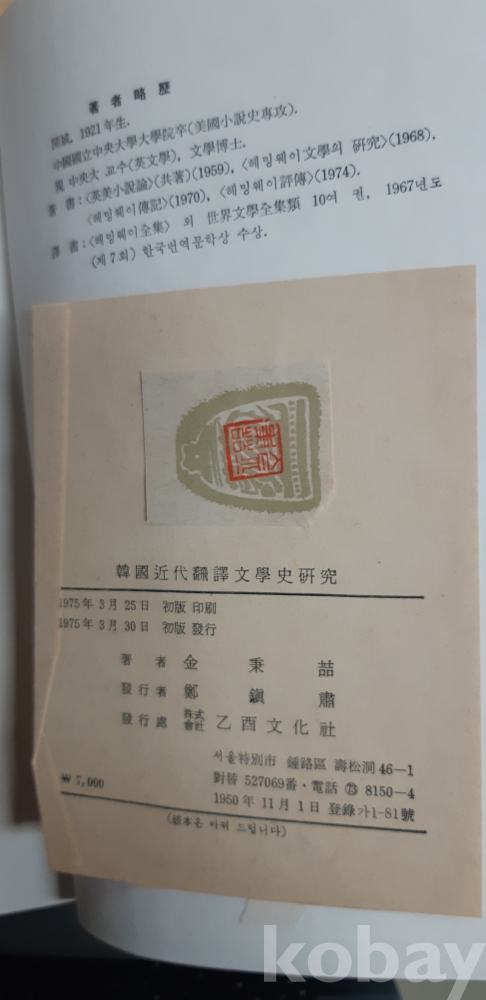 著者略歷
開城, 1921年生.
中國國立中央大學大學院卒(美國小說史專攻).
現 中央大 교수(英文學), 文學博士.
著 書:〈英美小說論〉(共著)(1959), 〈헤밍웨이文學의 硏究〉(1968),
〈헤밍웨이傳記〉(1970), 〈헤밍웨이評傳〉(1974).
譯 書:〈헤밍웨이全集〉의 世界文學全集類 10여 권, 1967년도
(제7회) 한국번역문학상 수상.
韓國近代飜譯文學史硏究
1975年 3月 25日 初版 印刷
1975年 3月 30日 初版 發行
著 者 金 秉 喆
發行者 鄭 鎭 肅
發行處 株式會社 乙酉文化社
서울特別市 鍾路區 壽松洞 46-1
對替 527069番·電話 73 8150-4
1950年 11月 1日 登錄 가1-81號
₩ 7,000
(破本은 바꿔 드립니다)
kobay